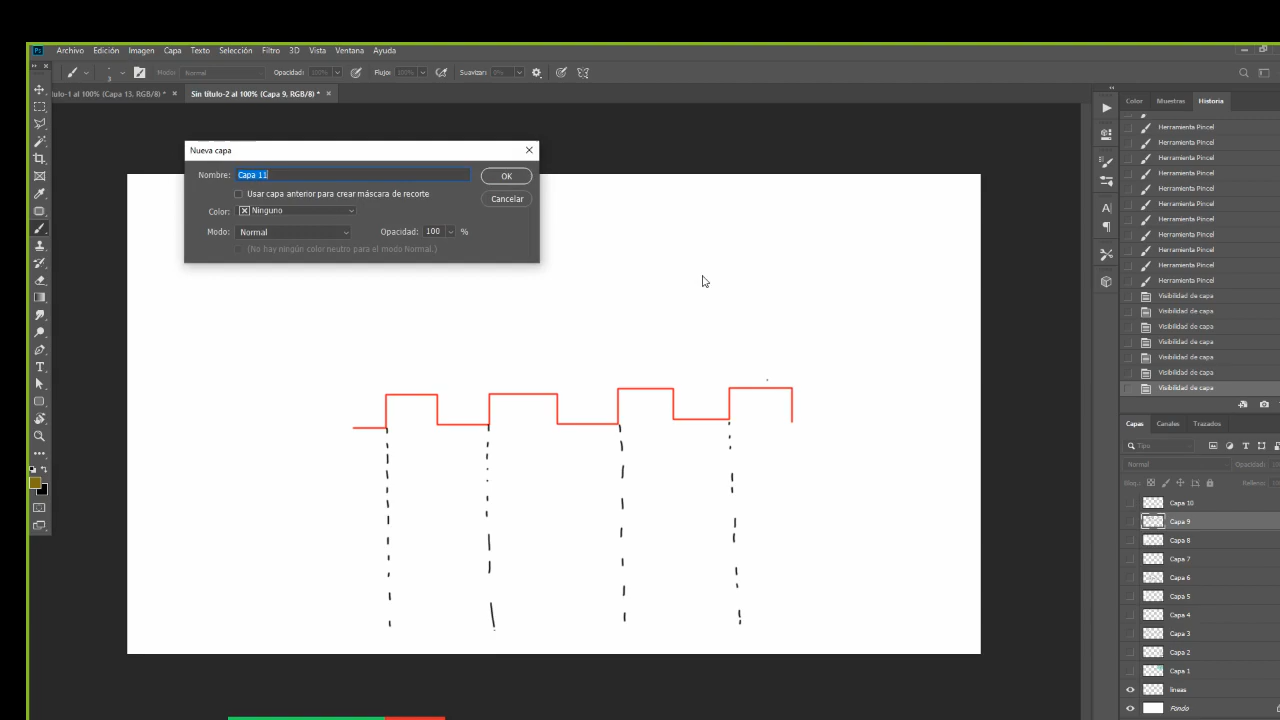 Ps Archivo Edición Imagen Capa Texto Selección Filtro 3D Vista Ventana Ayuda
3 Modo: Normal Opacidad: 100% Flujo: 100% Suavizar: 0%
tulo-1 al 100% (Capa 13, RGB/8) * × Sin título-2 al 100% (Capa 9, RGB/8) * ×
Color Muestras Historia
Nueva capa
Nombre: Capa 11 OK
Usar capa anterior para crear máscara de recorte
Cancelar
Color: Ninguno
Modo: Normal Opacidad: 100 %
(No hay ningún color neutro para el modo Normal.)
Herramienta Pincel
Herramienta Pincel
Herramienta Pincel
Herramienta Pincel
Herramienta Pincel
Herramienta Pincel
Herramienta Pincel
Herramienta Pincel
Herramienta Pincel
Herramienta Pincel
Herramienta Pincel
Visibilidad de capa
Visibilidad de capa
Visibilidad de capa
Visibilidad de capa
Visibilidad de capa
Visibilidad de capa
Visibilidad de capa
Capas Canales Trazados
Tipo
Normal Opacidad:
Bloq.: Relleno:
Capa 10
Capa 9
Capa 8
Capa 7
Capa 6
Capa 5
Capa 4
Capa 3
Capa 2
Capa 1
lineas
Fondo